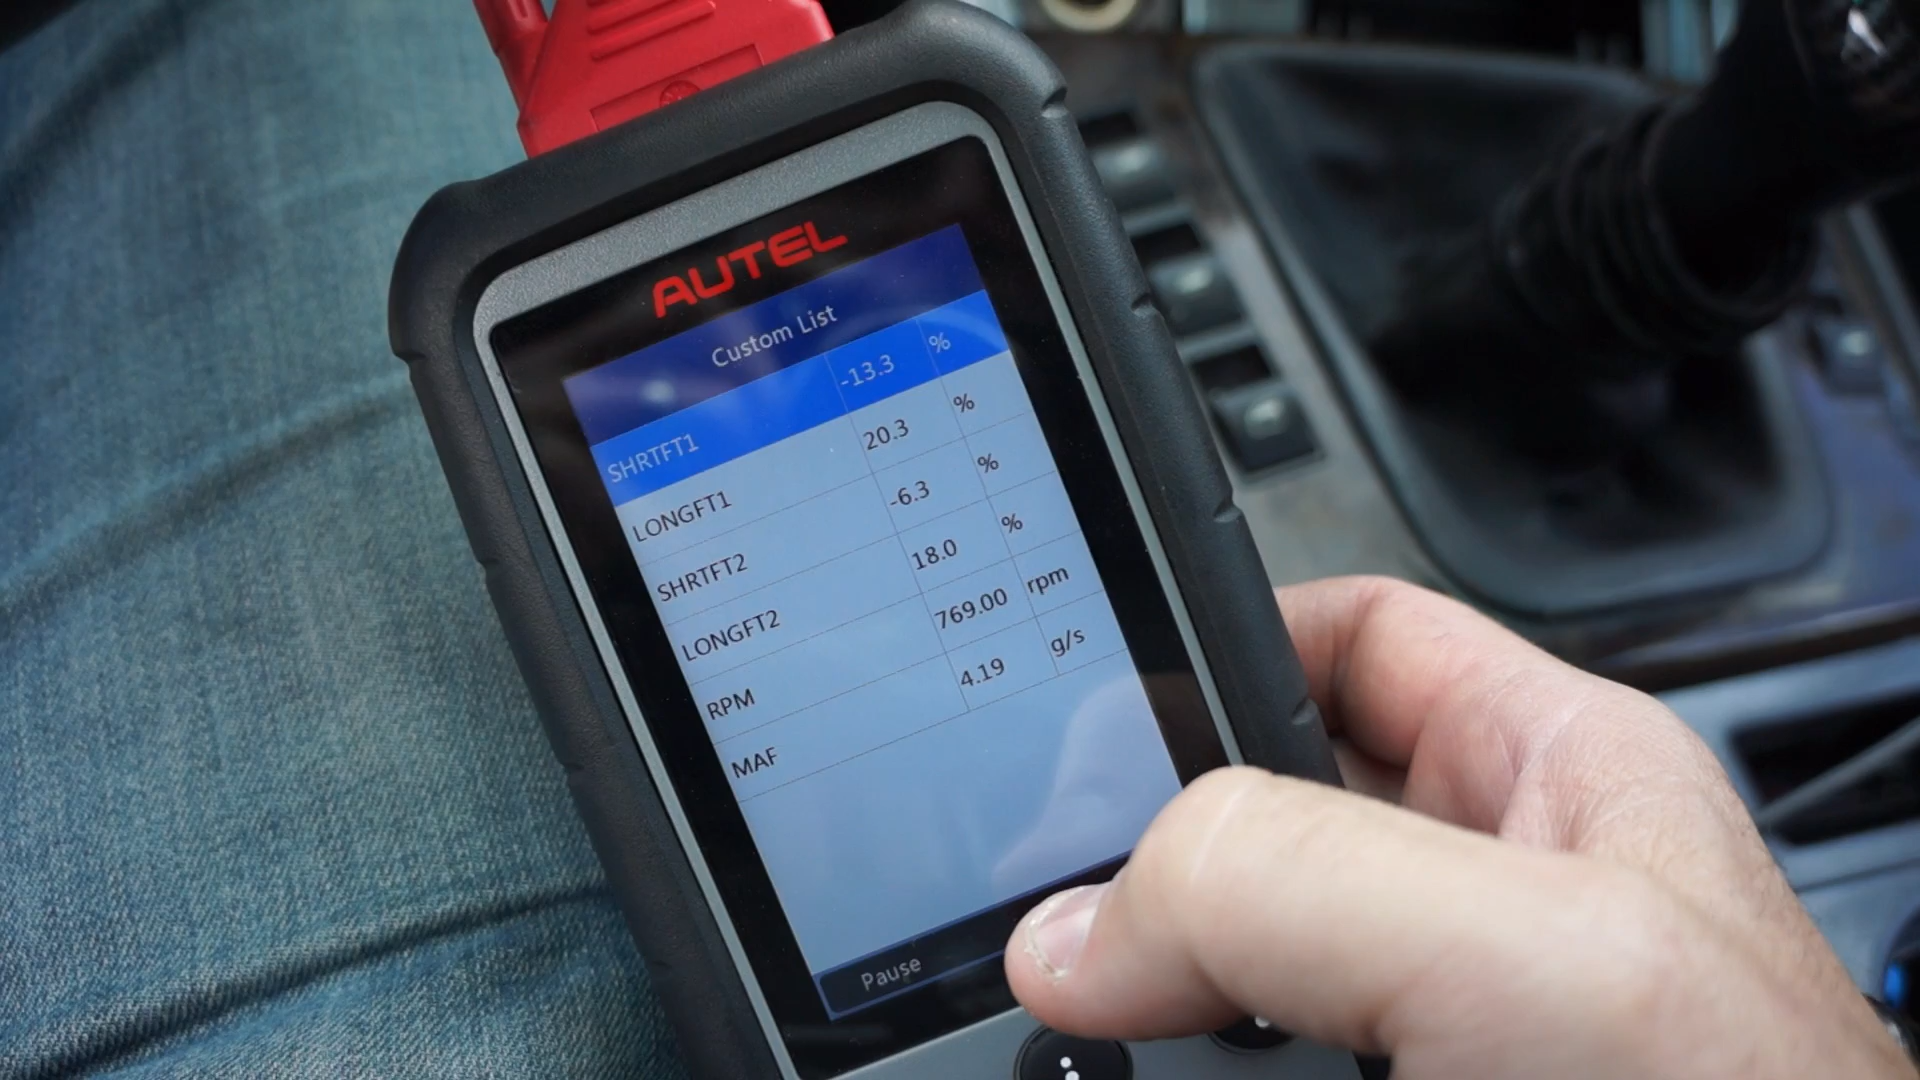 AUTEL
Custom List
SHRTFT1 -13.3 %
LONGFT1 20.3 %
SHRTFT2 -6.3 %
LONGFT2 18.0 %
RPM 769.00 rpm
MAF 4.19 g/s
Pause